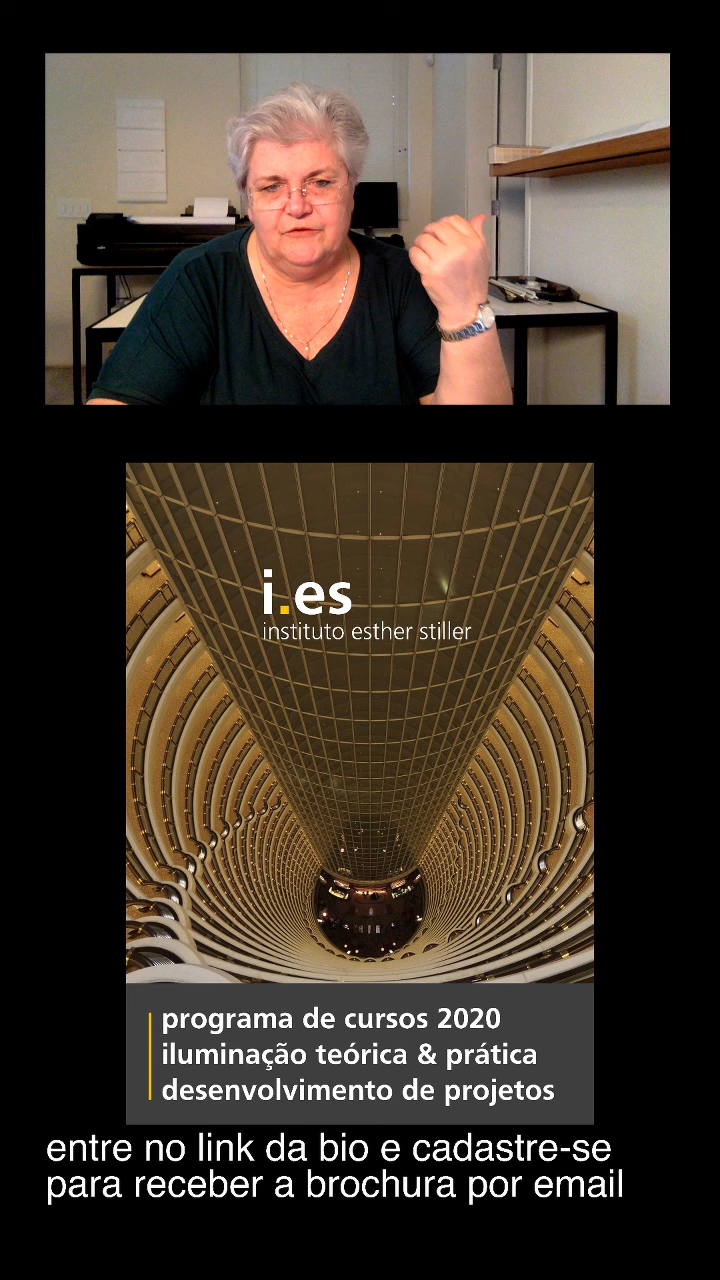 i.es
instituto esther stiller
programa de cursos 2020
iluminação teórica & prática
desenvolvimento de projetos
entre no link da bio e cadastre-se
para receber a brochura por email